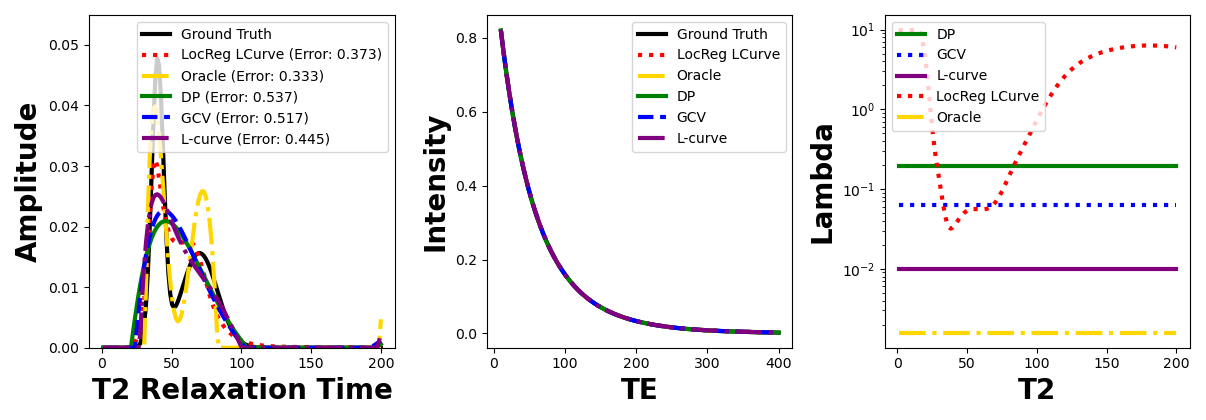 Amplitude
0.05
0.04
0.03
0.02
0.01
0.00
0
50
100
150
200
T2 Relaxation Time
Ground Truth
LocReg LCurve (Error: 0.373)
Oracle (Error: 0.333)
DP (Error: 0.537)
GCV (Error: 0.517)
L-curve (Error: 0.445)
Intensity
0.8
0.6
0.4
0.2
0.0
0
100
200
300
400
TE
Ground Truth
LocReg LCurve
Oracle
DP
GCV
L-curve
Lambda
10¹
10⁰
10⁻¹
10⁻²
0
50
100
150
200
T2
DP
GCV
L-curve
LocReg LCurve
Oracle